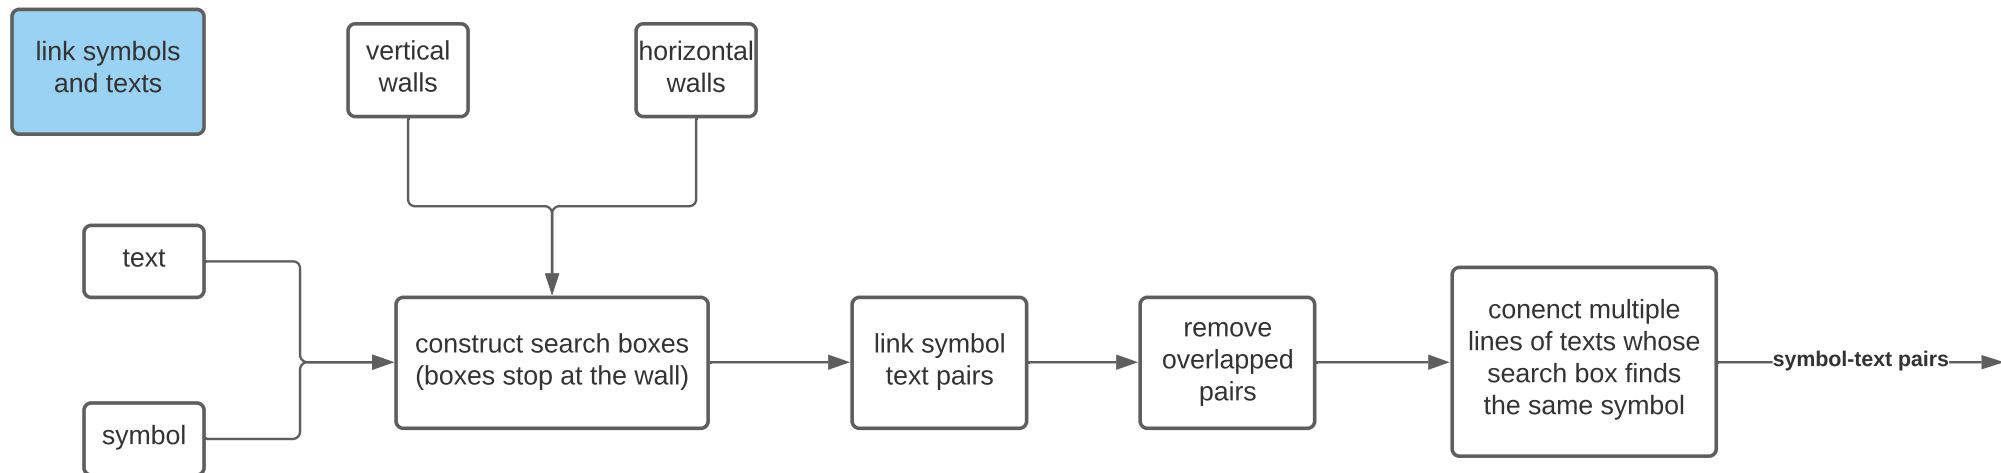 link symbols
and texts
vertical
walls
horizontal
walls
text
symbol
construct search boxes
(boxes stop at the wall)
link symbol
text pairs
remove
overlapped
pairs
conenct multiple
lines of texts whose
search box finds
the same symbol
symbol-text pairs